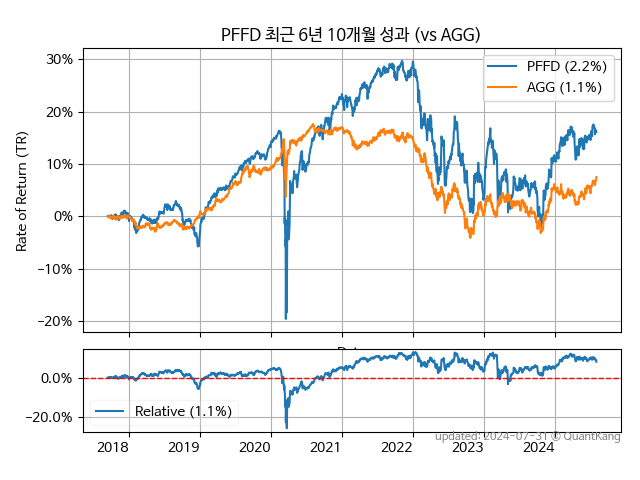 PFFD 최근 6년 10개월 성과 (vs AGG)
30%
20%
10%
0%
−10%
−20%
Rate of Return (TR)
PFFD (2.2%)
AGG (1.1%)
0.0%
−20.0%
Relative (1.1%)
2018 2019 2020 2021 2022 2023 2024
updated: 2024-07-31 © QuantKang